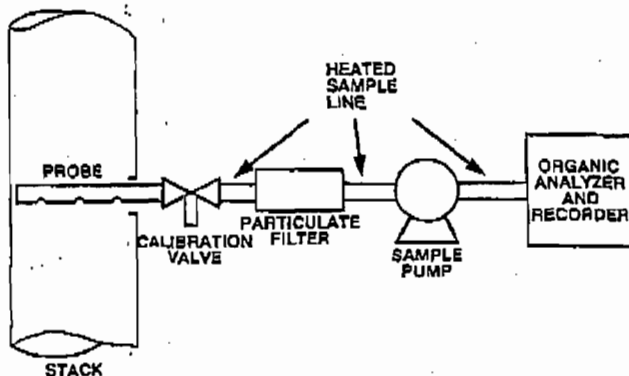 HEATED
SAMPLE
LINE
PROBE
ORGANIC
ANALYZER
AND
RECORDER
CALIBRATION
VALVE
PARTICULATE
FILTER
SAMPLE
PUMP
STACK